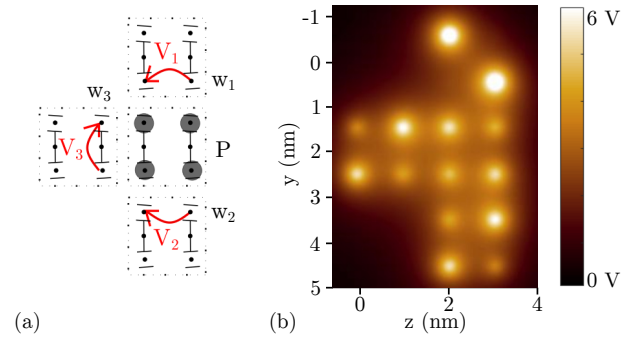 w₃
V₁
w₁
V₃
P
w₂
V₂
(a)
-1
0
1
2
3
4
5
y (nm)
0
2
4
z (nm)
(b)
6 V
0 V